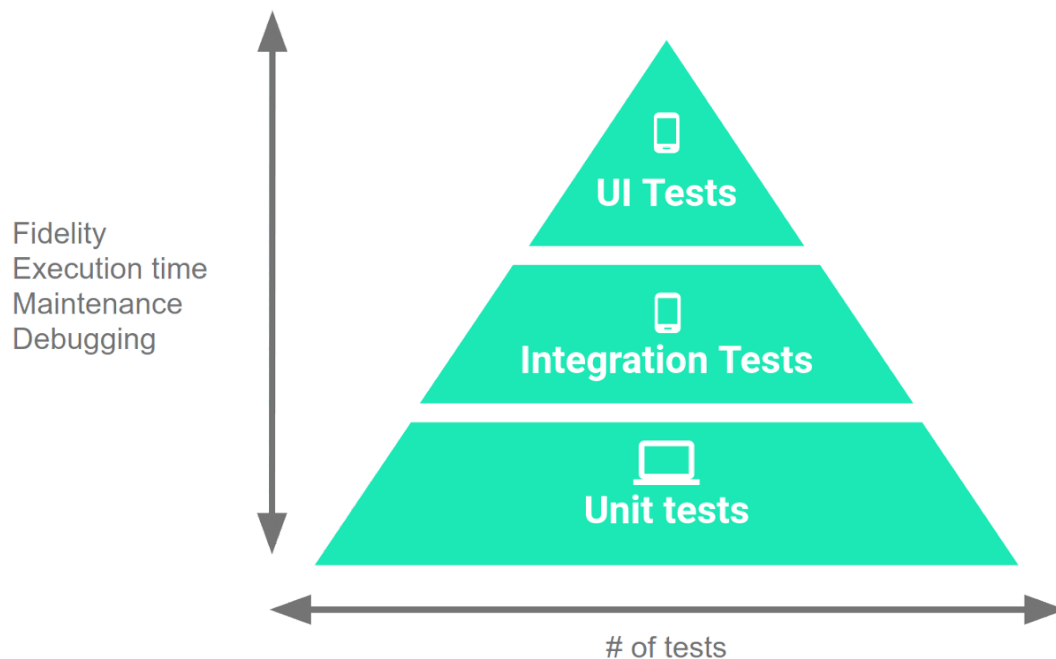 Fidelity
Execution time
Maintenance
Debugging
UI Tests
Integration Tests
Unit tests
# of tests